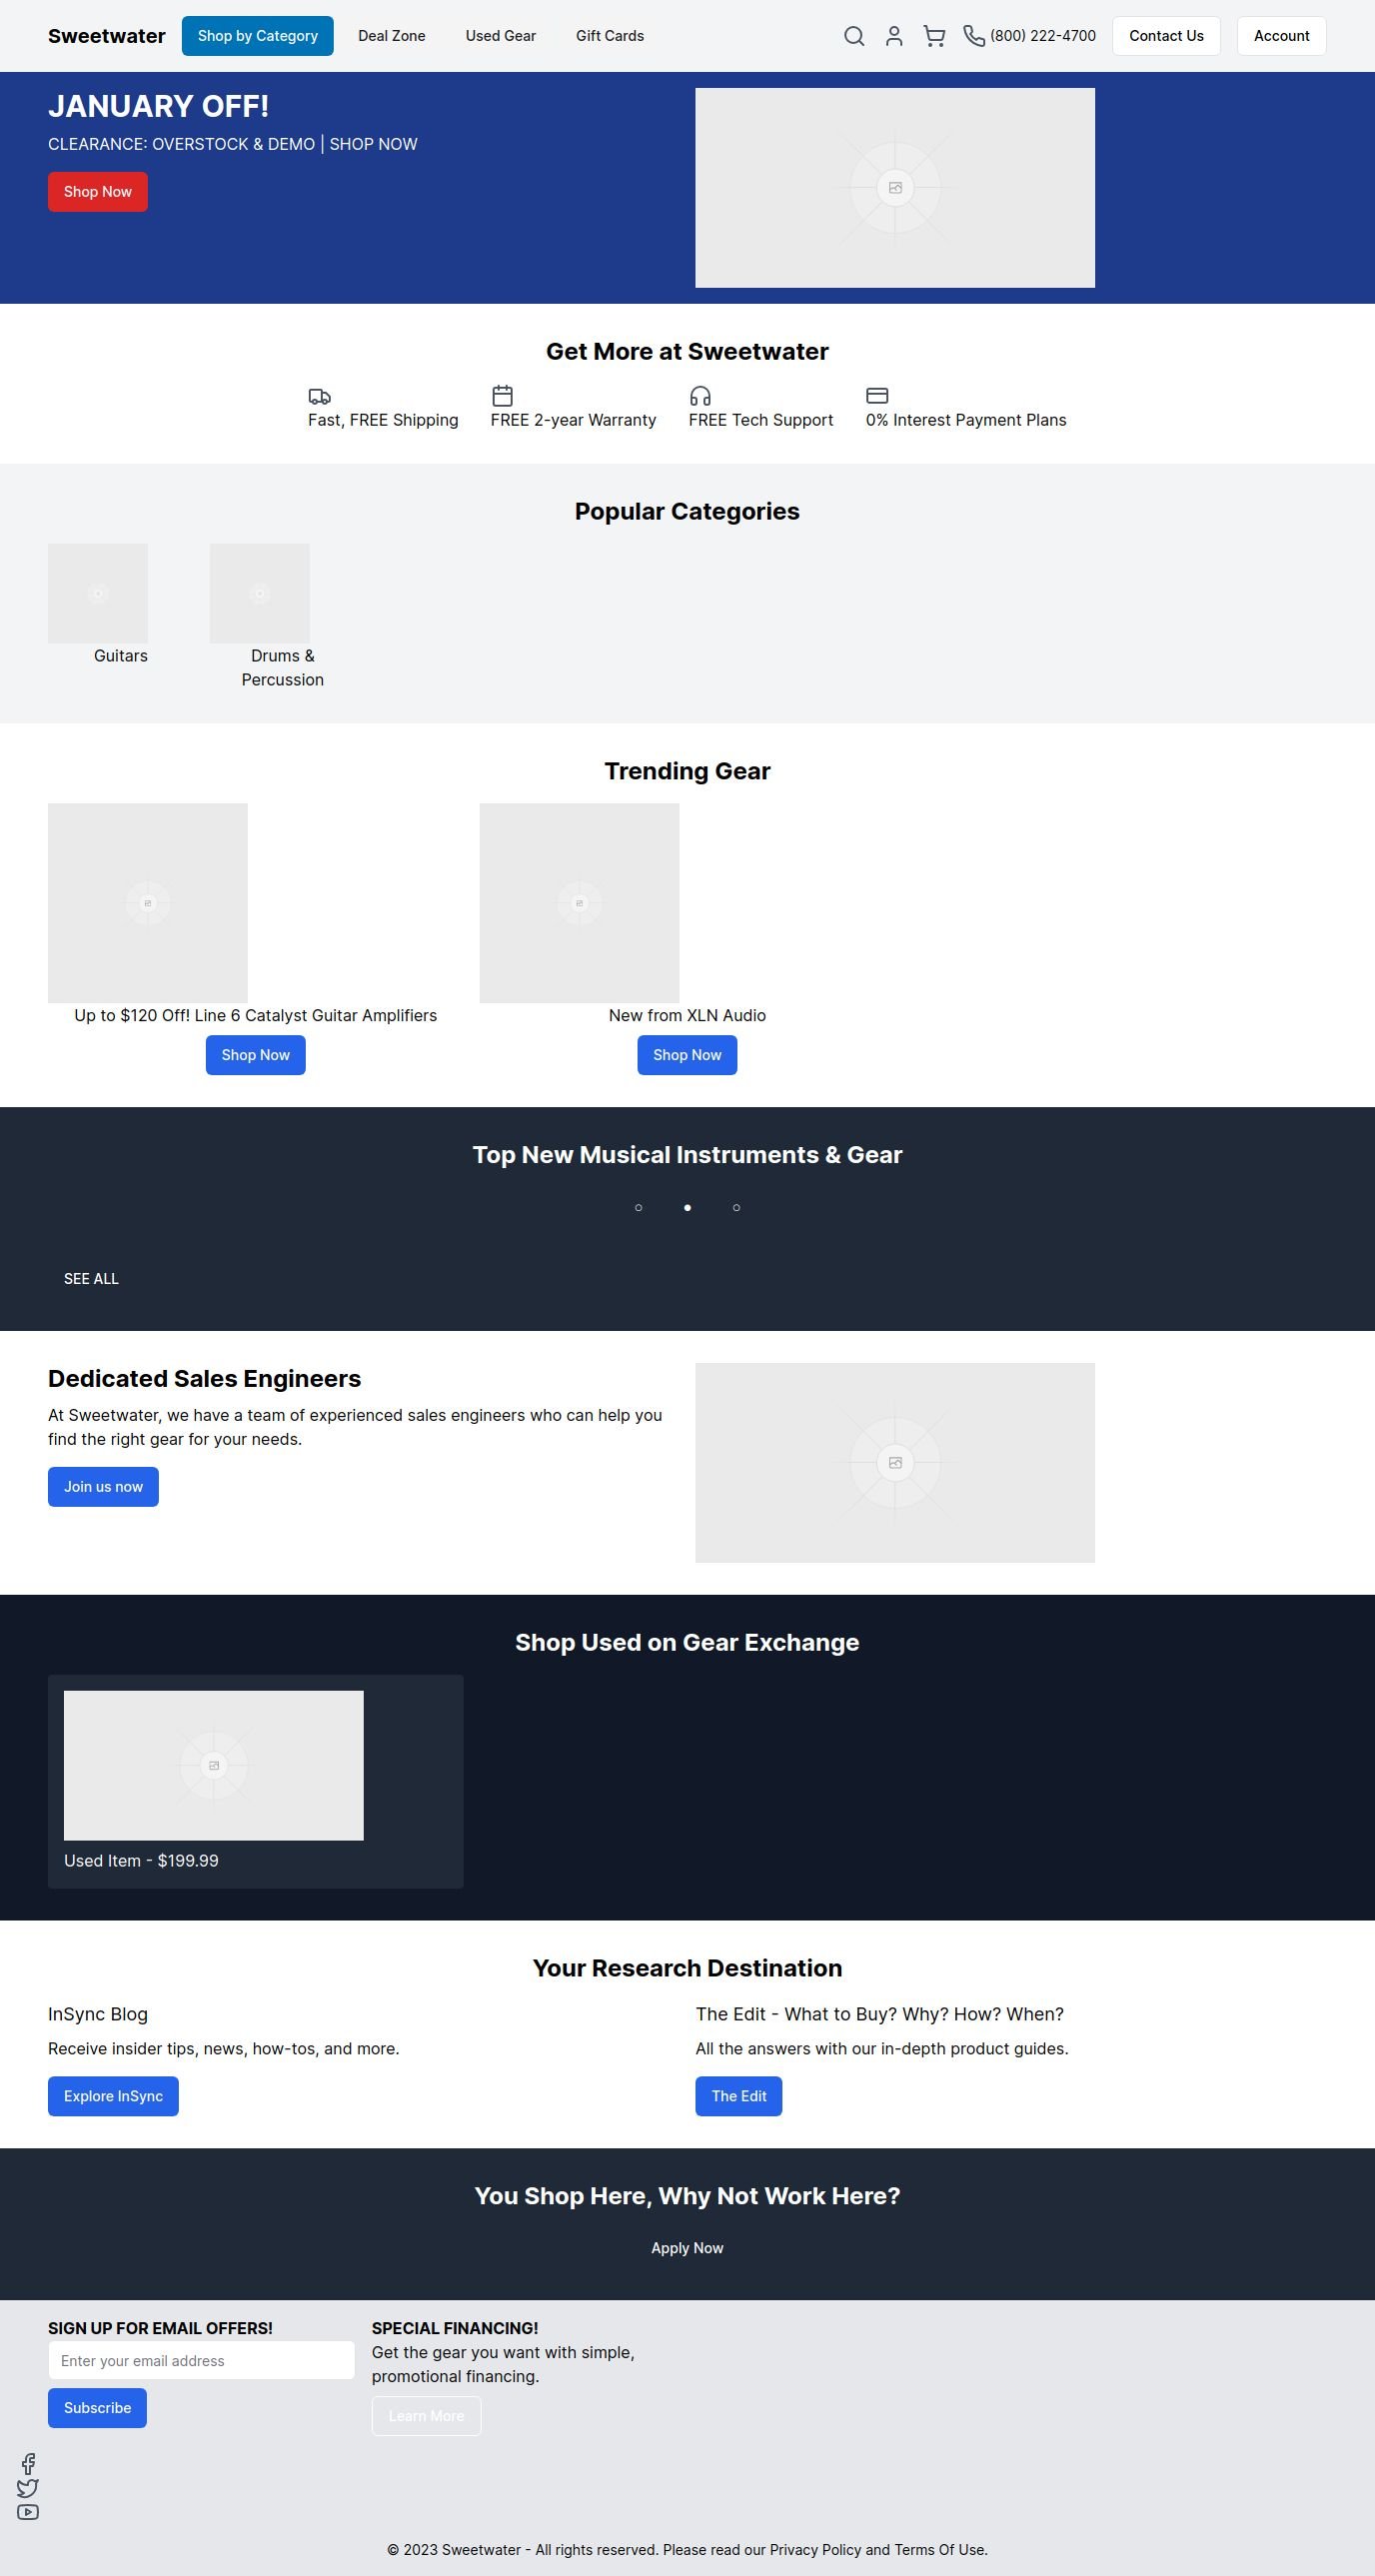 Sweetwater
Shop by Category
Deal Zone
Used Gear
Gift Cards
(800) 222-4700
Contact Us
Account
JANUARY OFF!
CLEARANCE: OVERSTOCK & DEMO | SHOP NOW
Shop Now
Get More at Sweetwater
Fast, FREE Shipping
FREE 2-year Warranty
FREE Tech Support
0% Interest Payment Plans
Popular Categories
Guitars
Drums &
Percussion
Trending Gear
Up to $120 Off! Line 6 Catalyst Guitar Amplifiers
Shop Now
New from XLN Audio
Shop Now
Top New Musical Instruments & Gear
SEE ALL
Dedicated Sales Engineers
At Sweetwater, we have a team of experienced sales engineers who can help you
find the right gear for your needs.
Join us now
Shop Used on Gear Exchange
Used Item - $199.99
Your Research Destination
InSync Blog
Receive insider tips, news, how-tos, and more.
Explore InSync
The Edit - What to Buy? Why? How? When?
All the answers with our in-depth product guides.
The Edit
You Shop Here, Why Not Work Here?
Apply Now
SIGN UP FOR EMAIL OFFERS!
Enter your email address
Subscribe
SPECIAL FINANCING!
Get the gear you want with simple,
promotional financing.
Learn More
© 2023 Sweetwater - All rights reserved. Please read our Privacy Policy and Terms Of Use.